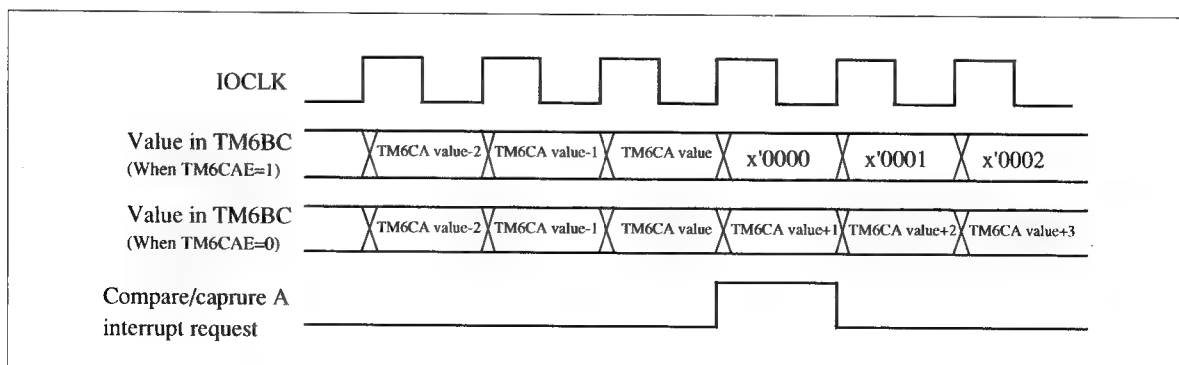 IOCLK
Value in TM6BC
(When TM6CAE=1)
TM6CA value-2 TM6CA value-1 TM6CA value x'0000 x'0001 x'0002
Value in TM6BC
(When TM6CAE=0)
TM6CA value-2 TM6CA value-1 TM6CA value TM6CA value+1 TM6CA value+2 TM6CA value+3
Compare/caprure A
interrupt request